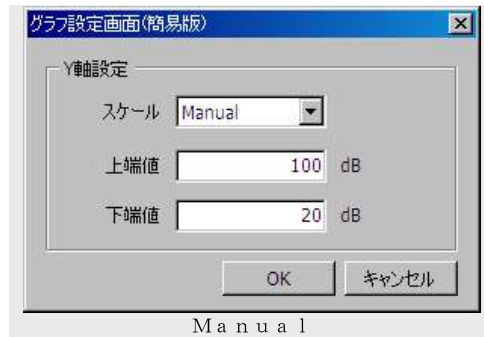 グラフ設定画面(簡易版)
Y軸設定
スケール Manual
上端値 100 dB
下端値 20 dB
OK キャンセル
Ｍａｎｕａｌ